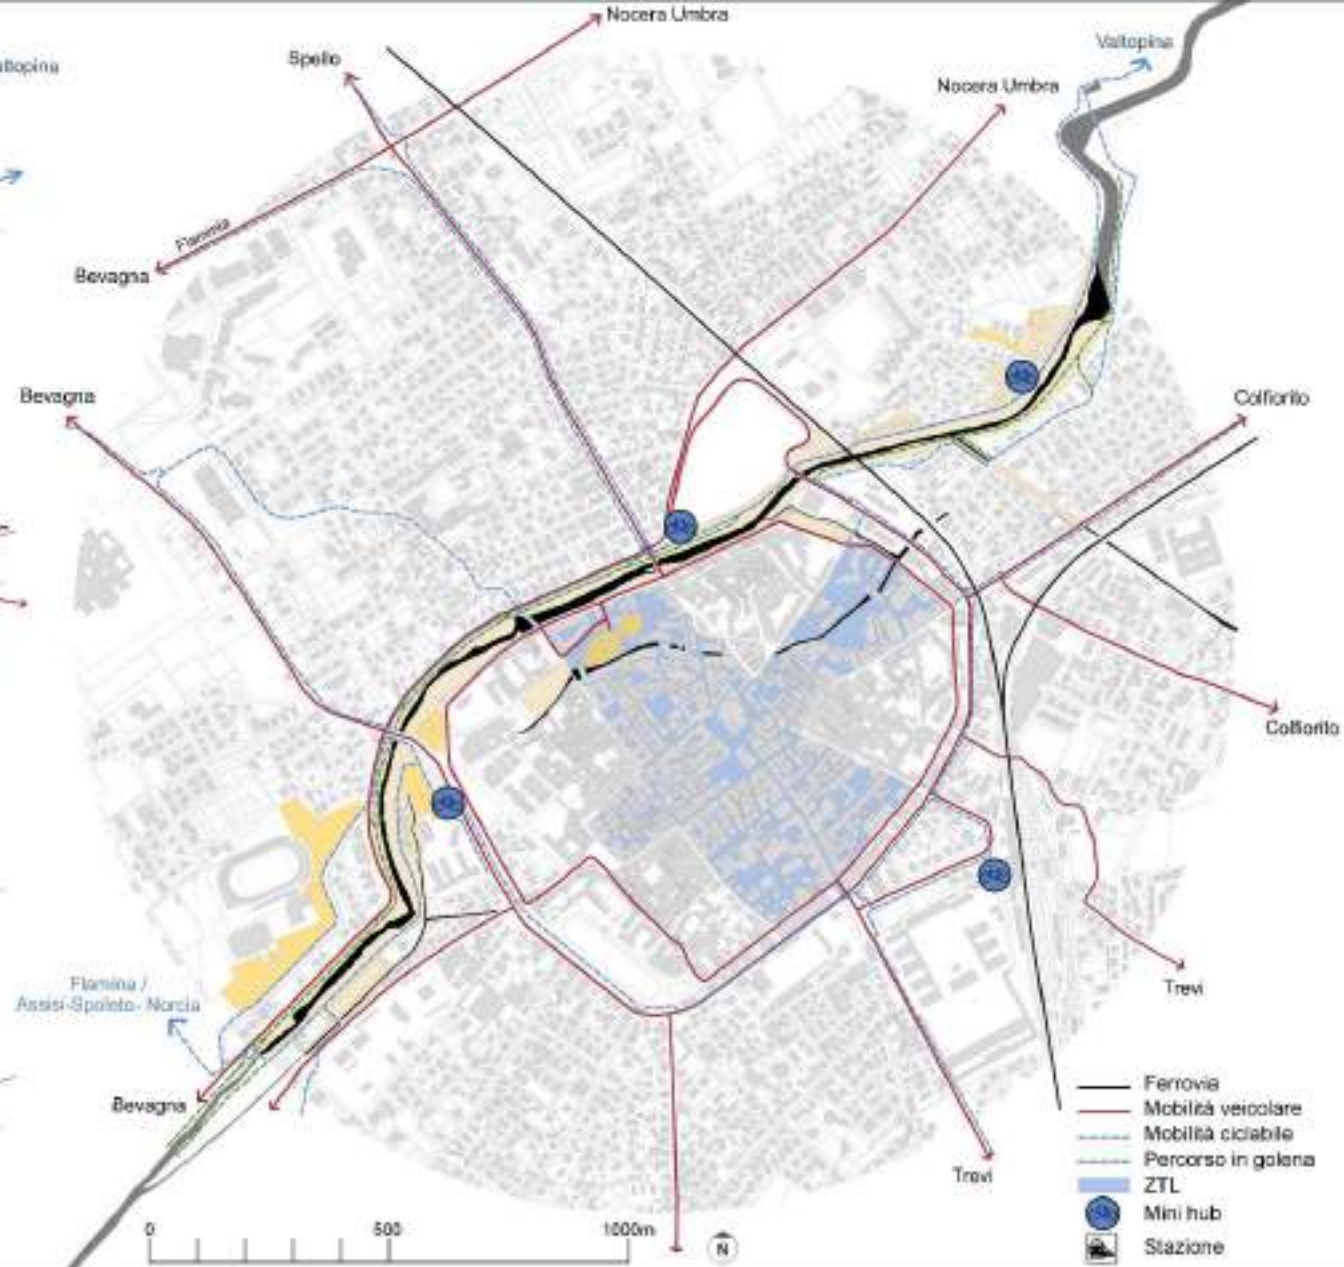 Nocera Umbra
Valtopina
Spello
Nocera Umbra
Flaminia
Bevagna
Bevagna
Colfiorito
Colfiorito
Flamina /
Assisi-Spoleto- Norcia
Trevi
Bevagna
Trevi
Ferrovia
Mobilità veicolare
Mobilità ciclabile
Percorso in golena
ZTL
Mini hub
Stazione
0 500 1000m
N